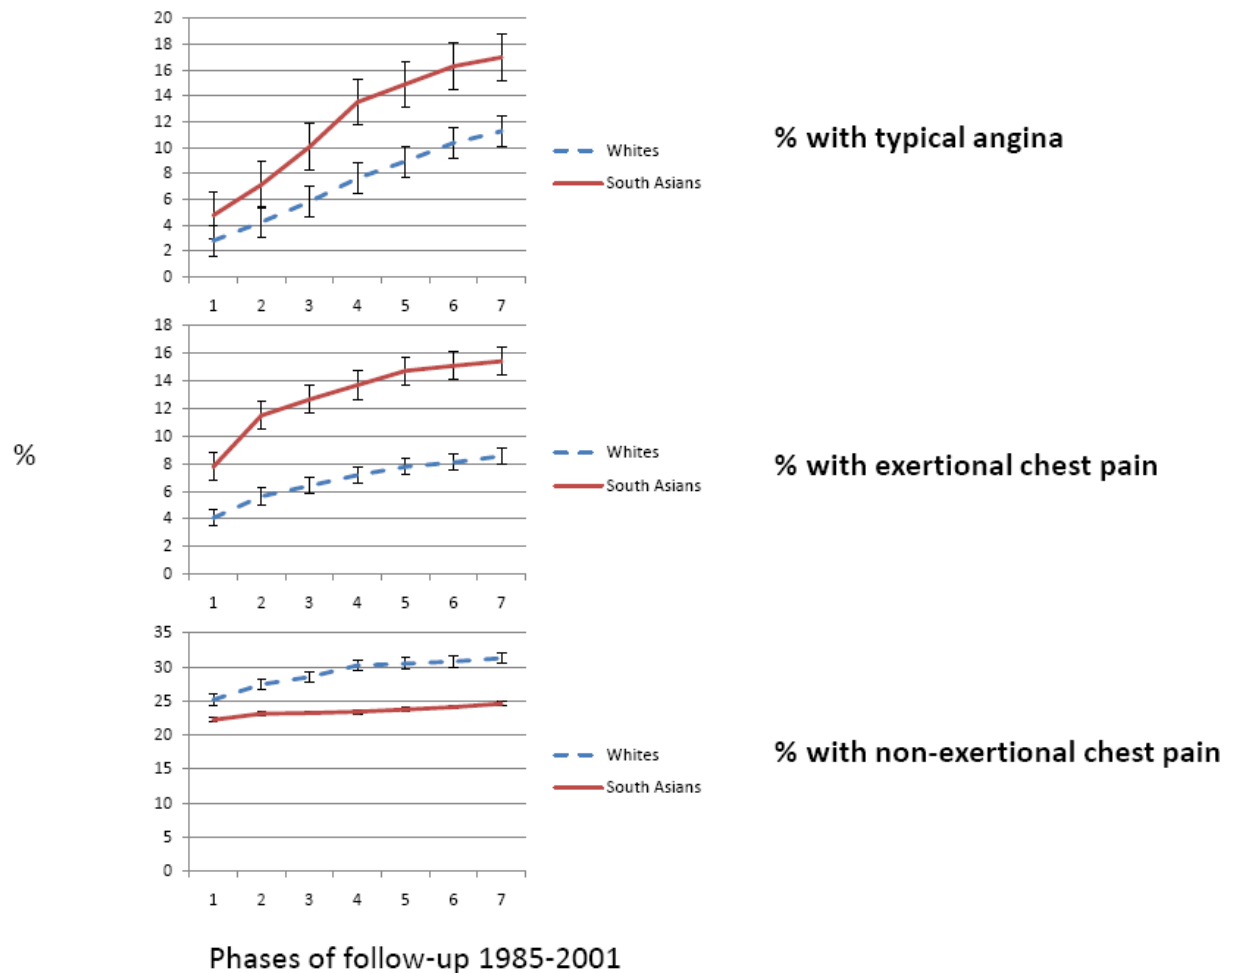 20
18
16
14
12
10
8
6
4
2
0
1 2 3 4 5 6 7
Whites
South Asians
% with typical angina
18
16
14
12
10
8
6
4
2
0
1 2 3 4 5 6 7
%
Whites
South Asians
% with exertional chest pain
35
30
25
20
15
10
5
0
1 2 3 4 5 6 7
Whites
South Asians
% with non-exertional chest pain
Phases of follow-up 1985-2001